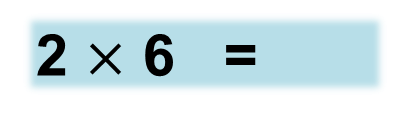 2 × 6 =